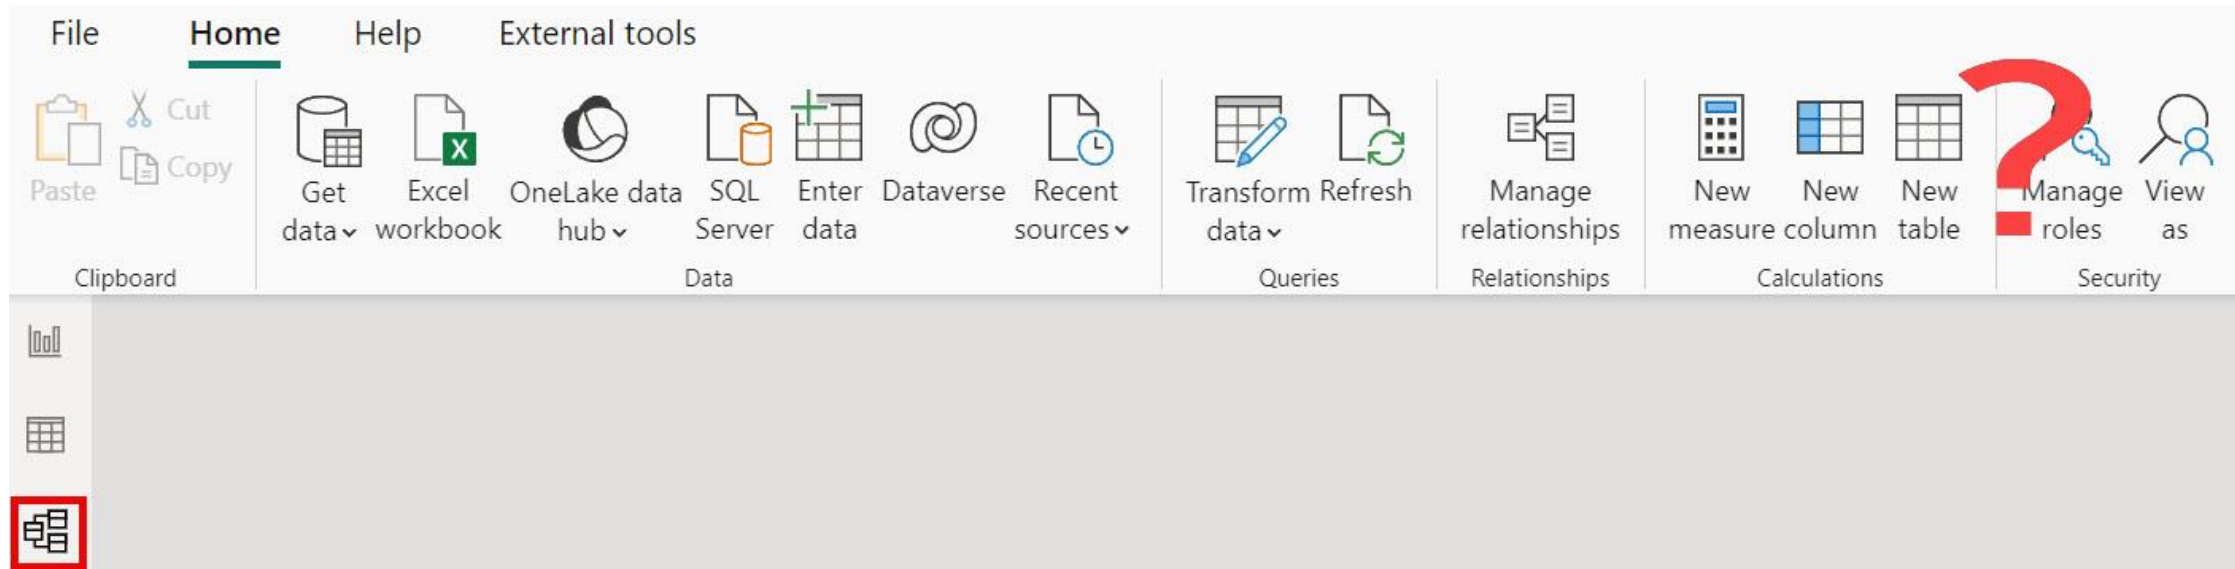 File Home Help External tools
Cut
Copy
Paste
Clipboard
Get data
Excel workbook
OneLake data hub
SQL Server
Enter data
Dataverse
Recent sources
Data
Transform data
Refresh
Queries
Manage relationships
Relationships
New measure
New column
New table
Calculations
?
Manage roles
View as
Security